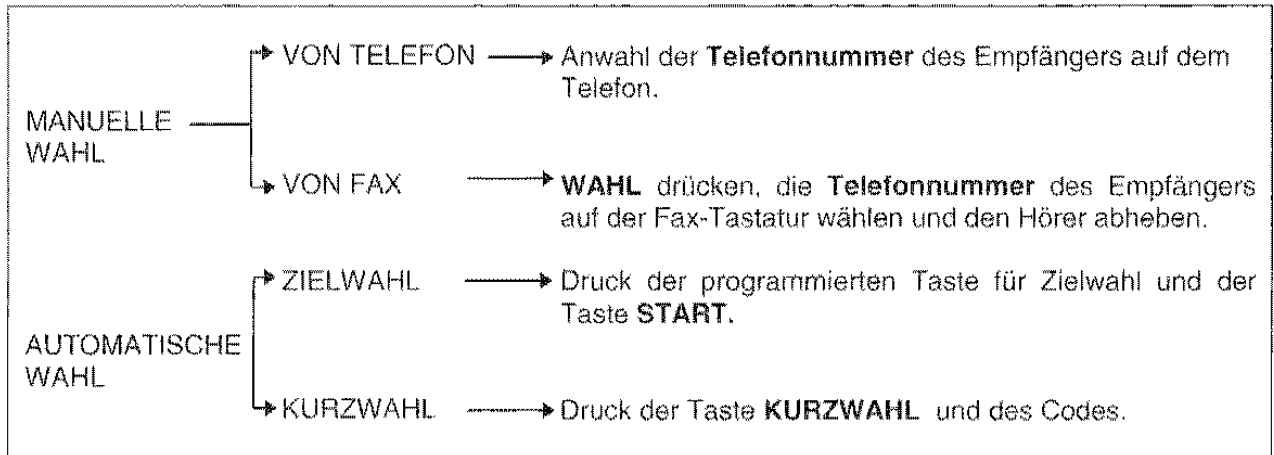 VON TELEFON Anwahl der Telefonnummer des Empfängers auf dem
Telefon.
MANUELLE
WAHL
VON FAX WAHL drücken, die Telefonnummer des Empfängers
auf der Fax-Tastatur wählen und den Hörer abheben.
ZIELWAHL Druck der programmierten Taste für Zielwahl und der
Taste START.
AUTOMATISCHE
WAHL
KURZWAHL Druck der Taste KURZWAHL und des Codes.